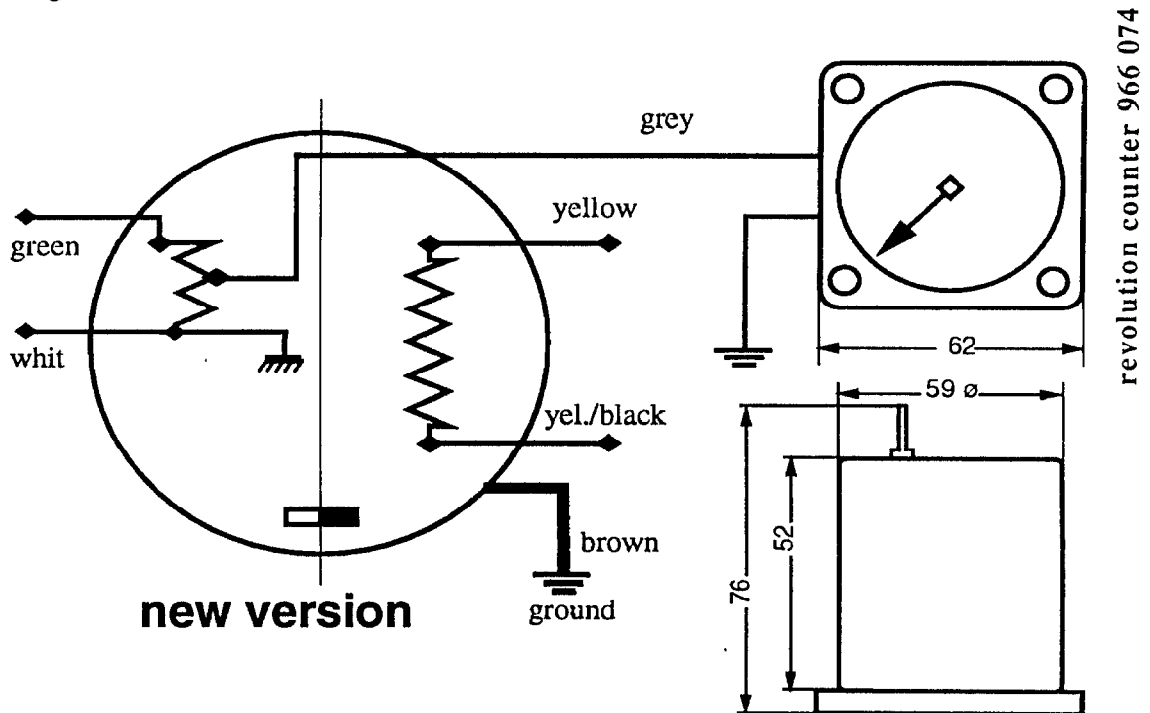 grey
yellow
green
whit
yel./black
brown
ground
new version
62
59 ø
52
76
revolution counter 966 074